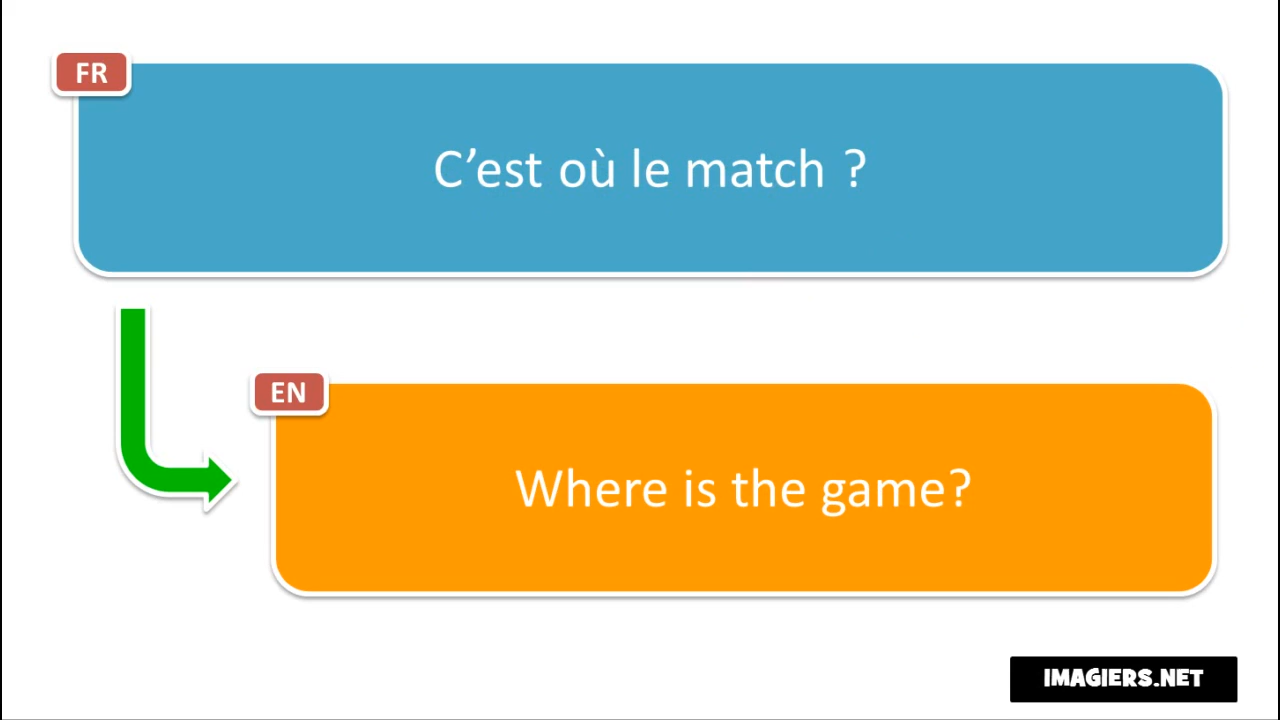 FR
C’est où le match ?
EN
Where is the game?
IMAGIERS.NET